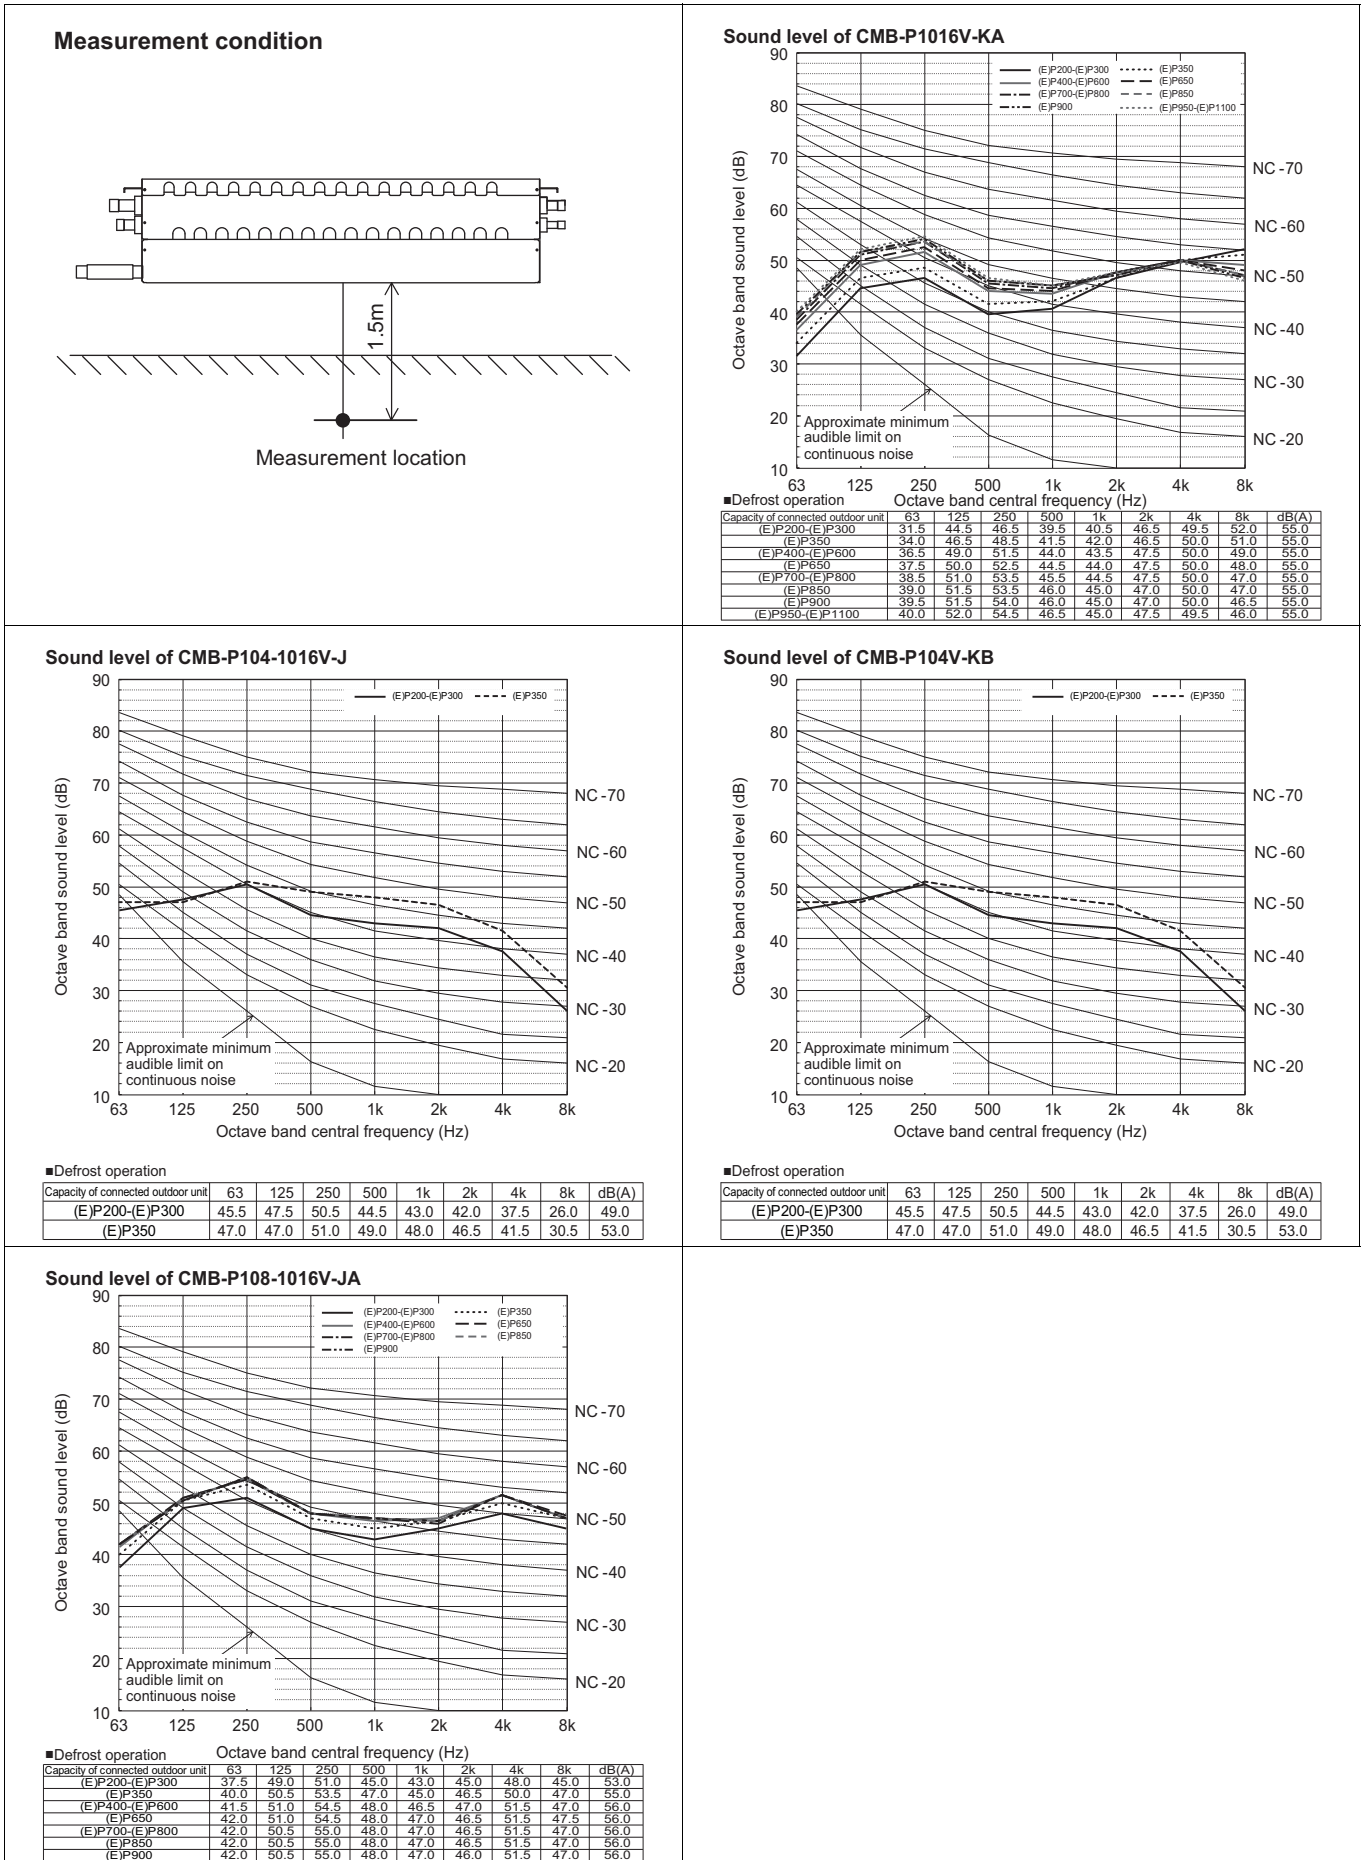 Measurement condition
1.5m
Measurement location
Sound level of CMB-P1016V-KA
Octave band sound level (dB)
90
80
70
60
50
40
30
20
10
(E)P200-(E)P300
(E)P350
(E)P400-(E)P600
(E)P650
(E)P700-(E)P800
(E)P850
(E)P900
(E)P950-(E)P1100
NC-70
NC-60
NC-50
NC-40
NC-30
NC-20
Approximate minimum
audible limit on
continuous noise
63 125 250 500 1k 2k 4k 8k
■Defrost operation
Octave band central frequency (Hz)
Capacity of connected outdoor unit 63 125 250 500 1k 2k 4k 8k dB(A)
(E)P200-(E)P300 31.5 44.5 46.5 39.5 40.5 46.5 49.5 52.0 55.0
(E)P350 34.0 46.5 48.5 41.5 42.0 46.5 50.0 51.0 55.0
(E)P400-(E)P600 36.5 49.0 51.5 44.0 43.5 47.5 50.0 49.0 55.0
(E)P650 37.5 50.0 52.5 44.5 44.0 47.5 50.0 48.0 55.0
(E)P700-(E)P800 38.5 51.0 53.5 45.5 44.5 47.5 50.0 47.0 55.0
(E)P850 39.0 51.5 53.5 46.0 45.0 47.0 50.0 47.0 55.0
(E)P900 39.5 51.5 54.0 46.0 45.0 47.0 50.0 46.5 55.0
(E)P950-(E)P1100 40.0 52.0 54.5 46.5 45.0 47.5 49.5 46.0 55.0
Sound level of CMB-P104-1016V-J
Octave band sound level (dB)
90
80
70
60
50
40
30
20
10
(E)P200-(E)P300
(E)P350
NC-70
NC-60
NC-50
NC-40
NC-30
NC-20
Approximate minimum
audible limit on
continuous noise
63 125 250 500 1k 2k 4k 8k
Octave band central frequency (Hz)
■Defrost operation
Capacity of connected outdoor unit 63 125 250 500 1k 2k 4k 8k dB(A)
(E)P200-(E)P300 45.5 47.5 50.5 44.5 43.0 42.0 37.5 26.0 49.0
(E)P350 47.0 47.0 51.0 49.0 48.0 46.5 41.5 30.5 53.0
Sound level of CMB-P104V-KB
Octave band sound level (dB)
90
80
70
60
50
40
30
20
10
(E)P200-(E)P300
(E)P350
NC-70
NC-60
NC-50
NC-40
NC-30
NC-20
Approximate minimum
audible limit on
continuous noise
63 125 250 500 1k 2k 4k 8k
Octave band central frequency (Hz)
■Defrost operation
Capacity of connected outdoor unit 63 125 250 500 1k 2k 4k 8k dB(A)
(E)P200-(E)P300 45.5 47.5 50.5 44.5 43.0 42.0 37.5 26.0 49.0
(E)P350 47.0 47.0 51.0 49.0 48.0 46.5 41.5 30.5 53.0
Sound level of CMB-P108-1016V-JA
Octave band sound level (dB)
90
80
70
60
50
40
30
20
10
(E)P200-(E)P300
(E)P350
(E)P400-(E)P600
(E)P650
(E)P700-(E)P800
(E)P850
(E)P900
NC-70
NC-60
NC-50
NC-40
NC-30
NC-20
Approximate minimum
audible limit on
continuous noise
63 125 250 500 1k 2k 4k 8k
■Defrost operation
Octave band central frequency (Hz)
Capacity of connected outdoor unit 63 125 250 500 1k 2k 4k 8k dB(A)
(E)P200-(E)P300 37.5 49.0 51.0 45.0 43.0 45.0 48.0 45.0 53.0
(E)P350 40.0 50.5 53.5 47.0 45.0 46.5 50.0 47.0 55.0
(E)P400-(E)P600 41.5 51.0 54.5 48.0 46.5 47.0 51.5 47.0 56.0
(E)P650 42.0 51.0 54.5 48.0 47.0 46.5 51.5 47.5 56.0
(E)P700-(E)P800 42.0 50.5 55.0 48.0 47.0 46.5 51.5 47.0 56.0
(E)P850 42.0 50.5 55.0 48.0 47.0 46.5 51.5 47.0 56.0
(E)P900 42.0 50.5 55.0 48.0 47.0 46.0 51.5 47.0 56.0